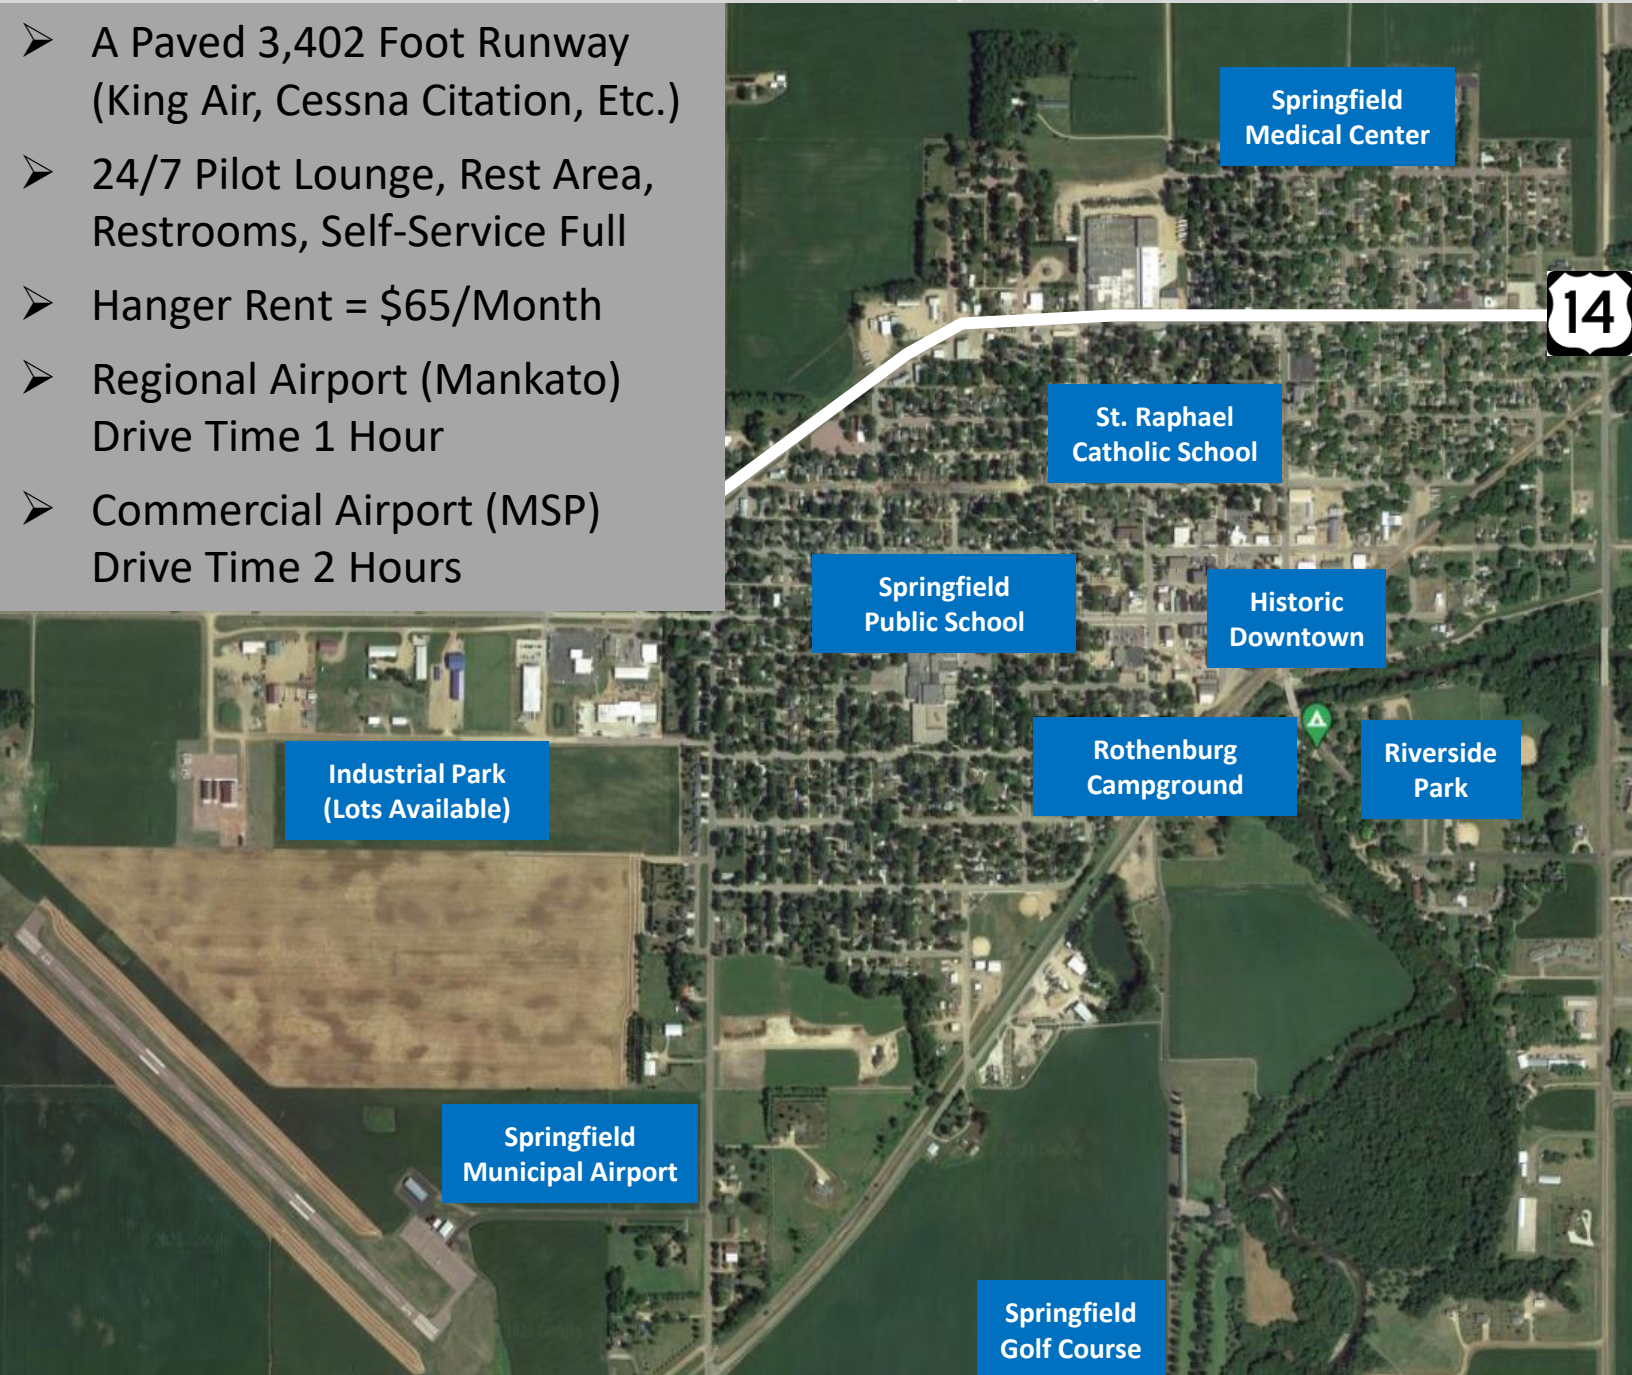 ➢ A Paved 3,402 Foot Runway
(King Air, Cessna Citation, Etc.)
➢ 24/7 Pilot Lounge, Rest Area,
Restrooms, Self-Service Full
➢ Hanger Rent = $65/Month
➢ Regional Airport (Mankato)
Drive Time 1 Hour
➢ Commercial Airport (MSP)
Drive Time 2 Hours
Springfield
Medical Center
14
St. Raphael
Catholic School
Springfield
Public School
Historic
Downtown
Rothenburg
Campground
Riverside
Park
Industrial Park
(Lots Available)
Springfield
Municipal Airport
Springfield
Golf Course